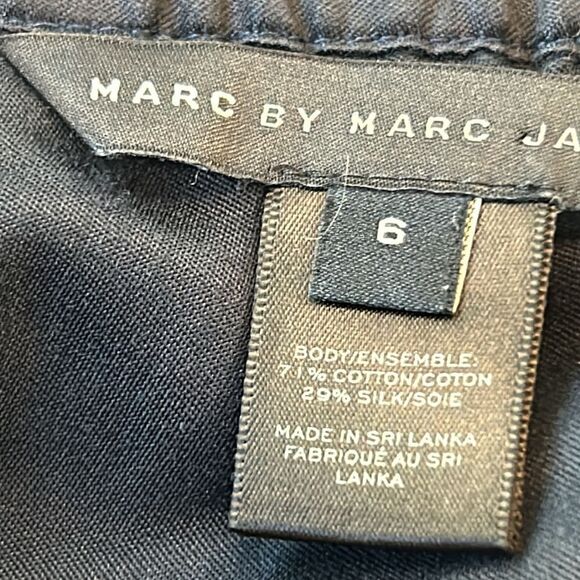 MARC BY MARC JA
6
BODY/ENSEMBLE:
71% COTTON/COTON
29% SILK/SOIE
MADE IN SRI LANKA
FABRIQUÉ AU SRI
LANKA